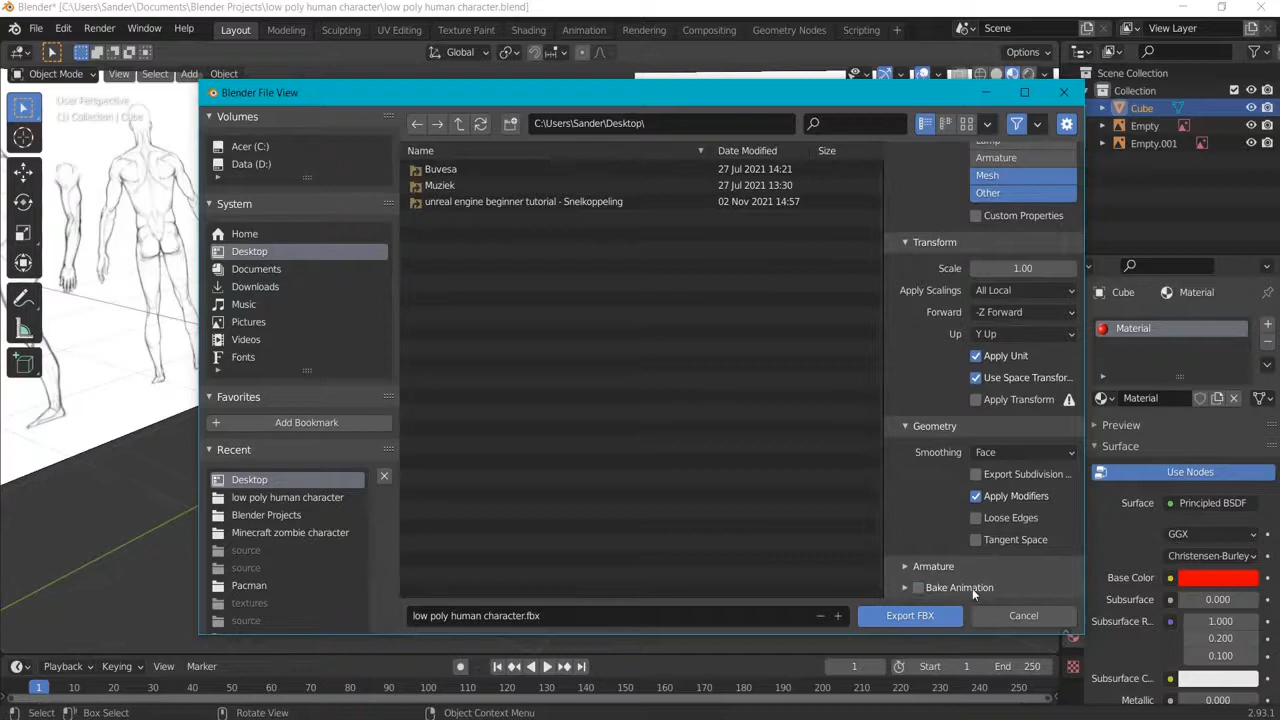 Blender* [C:\Users\Sander\Documents\Blender Projects\low poly human character\low poly human character.blend]
File Edit Render Window Help Layout Modeling Sculpting UV Editing Texture Paint Shading Animation Rendering Compositing Geometry Nodes Scripting + Scene View Layer
Global Options
Object Mode View Select Add Object
Scene Collection
Collection
Cube
Empty
Empty.001
User Perspective
(1) Collection | Cube
Blender File View
Volumes
Acer (C:)
Data (D:)
System
Home
Desktop
Documents
Downloads
Music
Pictures
Videos
Fonts
Favorites
Add Bookmark
Recent
Desktop
low poly human character
Blender Projects
Minecraft zombie character
source
source
Pacman
textures
source
C:\Users\Sander\Desktop\
Name Date Modified Size
Buvesa 27 Jul 2021 14:21
Muziek 27 Jul 2021 13:30
unreal engine beginner tutorial - Snelkoppeling 02 Nov 2021 14:57
Lamp
Armature
Mesh
Other
Custom Properties
Transform
Scale 1.00
Apply Scalings All Local
Forward -Z Forward
Up Y Up
Apply Unit
Use Space Transfor...
Apply Transform
Geometry
Smoothing Face
Export Subdivision ...
Apply Modifiers
Loose Edges
Tangent Space
Armature
Bake Animation
low poly human character.fbx
Export FBX Cancel
Cube Material
Material
Material
Preview
Surface
Use Nodes
Surface Principled BSDF
GGX
Christensen-Burley
Base Color
Subsurface 0.000
Subsurface R... 1.000
0.200
0.100
Subsurface C...
Metallic 0.000
Playback Keying View Marker 1 Start 1 End 250
1 10 20 30 40 50 60 70 80 90 100 110 120 130 140 150 160 170 180 190 200 210 220 230 240 250
Select Box Select Rotate View Object Context Menu 2.93.1